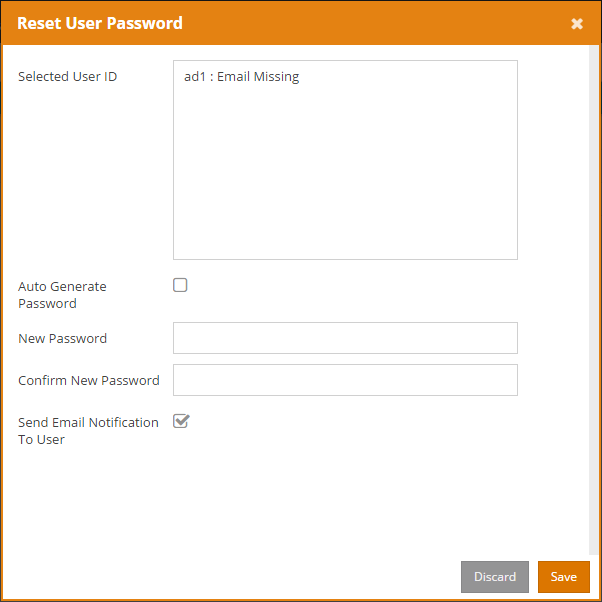 Reset User Password
Selected User ID
ad1 : Email Missing
Auto Generate
Password
New Password
Confirm New Password
Send Email Notification
To User
Discard
Save